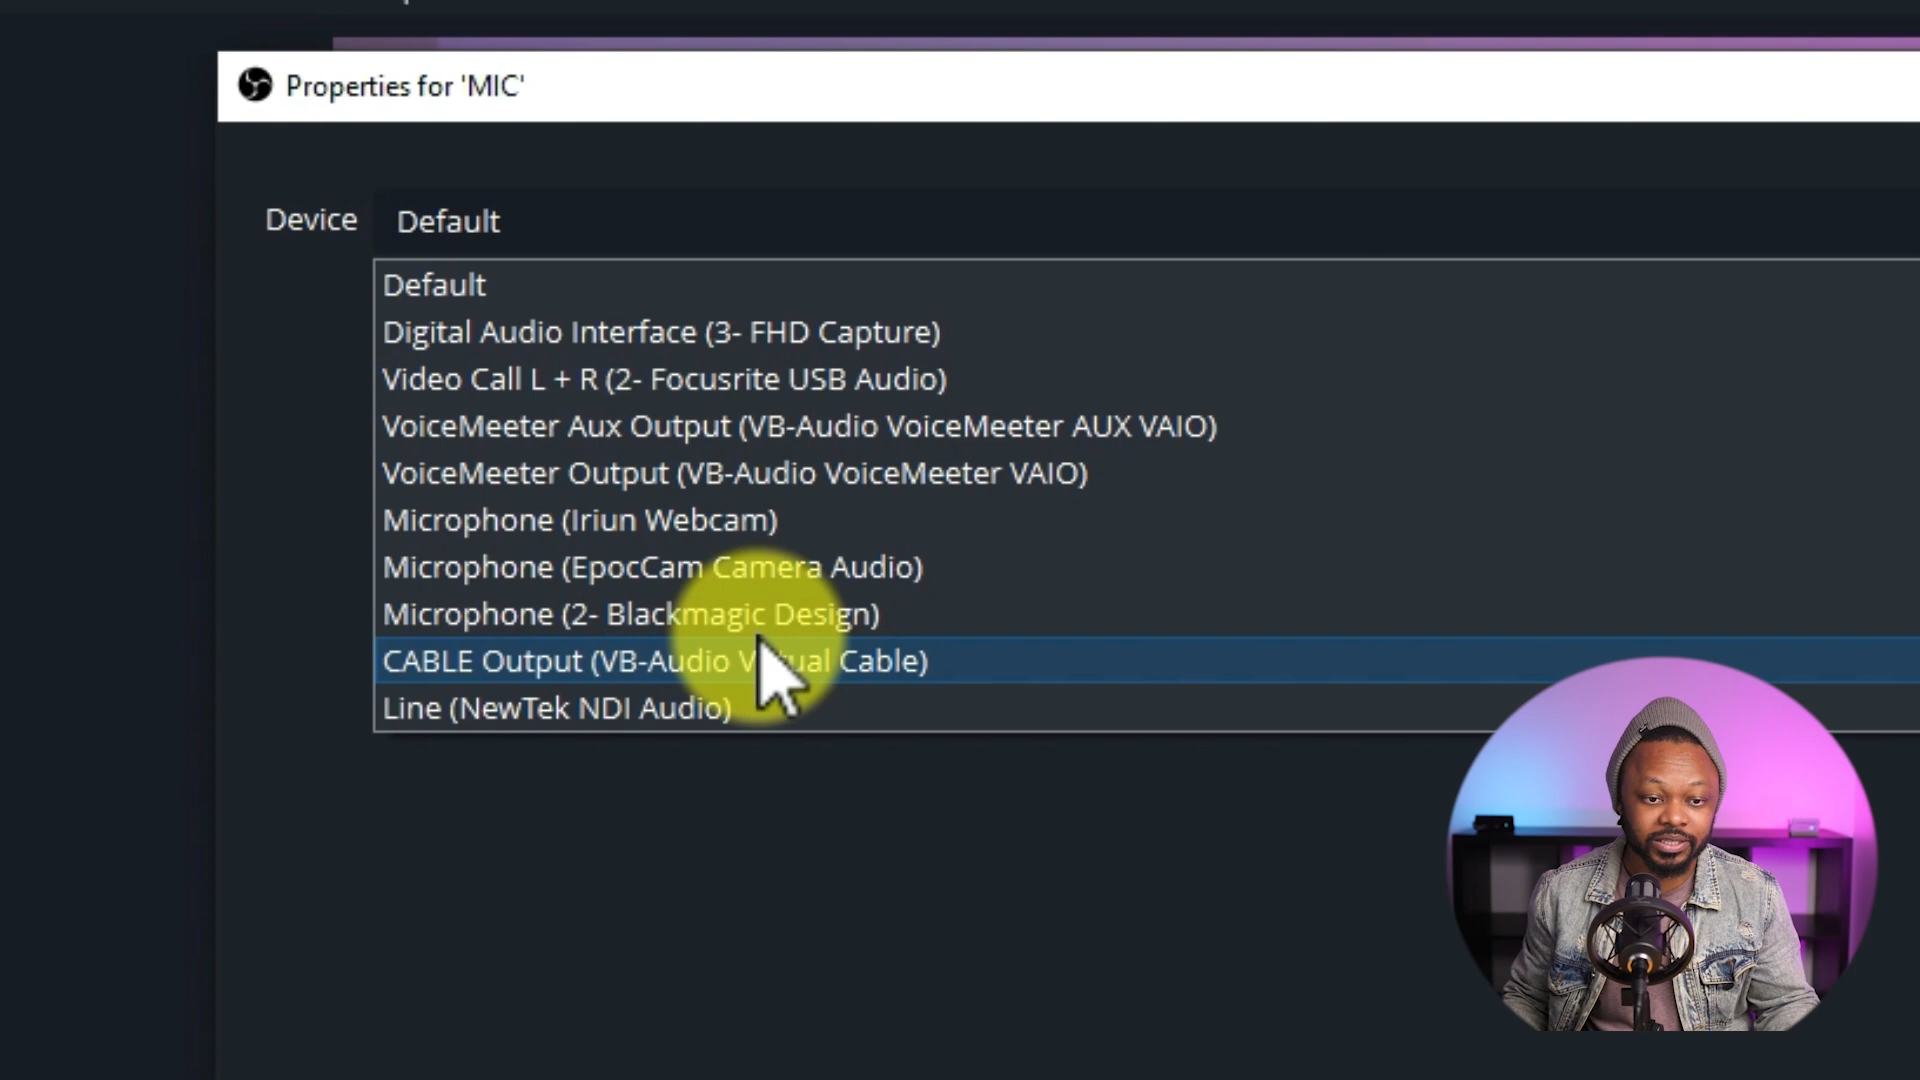 Properties for 'MIC'
Device
Default
Default
Digital Audio Interface (3- FHD Capture)
Video Call L + R (2- Focusrite USB Audio)
VoiceMeeter Aux Output (VB-Audio VoiceMeeter AUX VAIO)
VoiceMeeter Output (VB-Audio VoiceMeeter VAIO)
Microphone (Iriun Webcam)
Microphone (EpocCam Camera Audio)
Microphone (2- Blackmagic Design)
CABLE Output (VB-Audio Virtual Cable)
Line (NewTek NDI Audio)